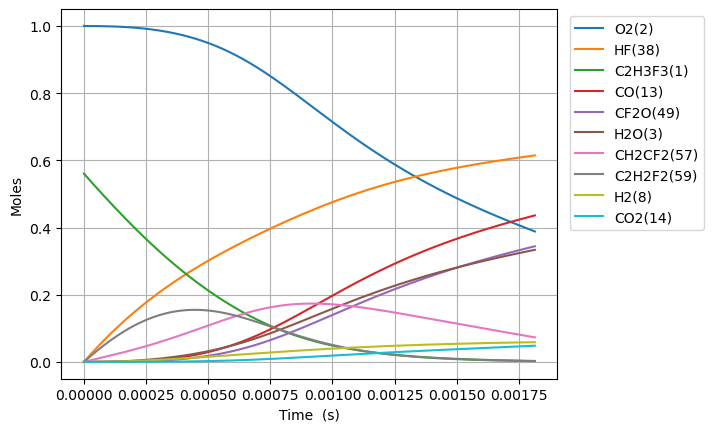 1.0
0.8
0.6
0.4
0.2
0.0
Moles
0.00000 0.00025 0.00050 0.00075 0.00100 0.00125 0.00150 0.00175
Time (s)
O2(2)
HF(38)
C2H3F3(1)
CO(13)
CF2O(49)
H2O(3)
CH2CF2(57)
C2H2F2(59)
H2(8)
CO2(14)